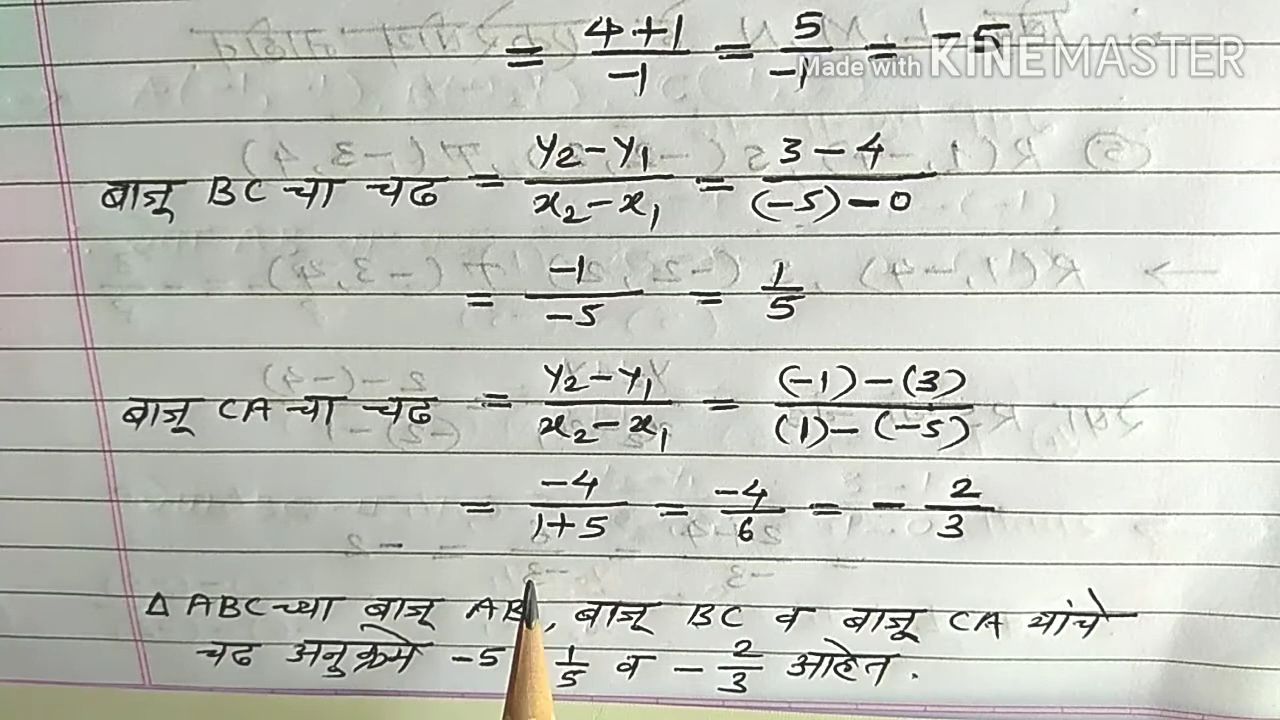 = 4+1/-1 = 5/-1 = -5
Made with KINEMASTER
बाजू BC चा चढ = y₂-y₁/x₂-x₁ = 3-4/(-5)-0
= -1/-5 = 1/5
बाजू CA चा चढ = y₂-y₁/x₂-x₁ = (-1)-(3)/(1)-(-5)
= -4/1+5 = -4/6 = -2/3
Δ ABC च्या बाजू AB, बाजू BC व बाजू CA यांचे
चढ अनुक्रमे -5 1/5 व -2/3 आहेत.